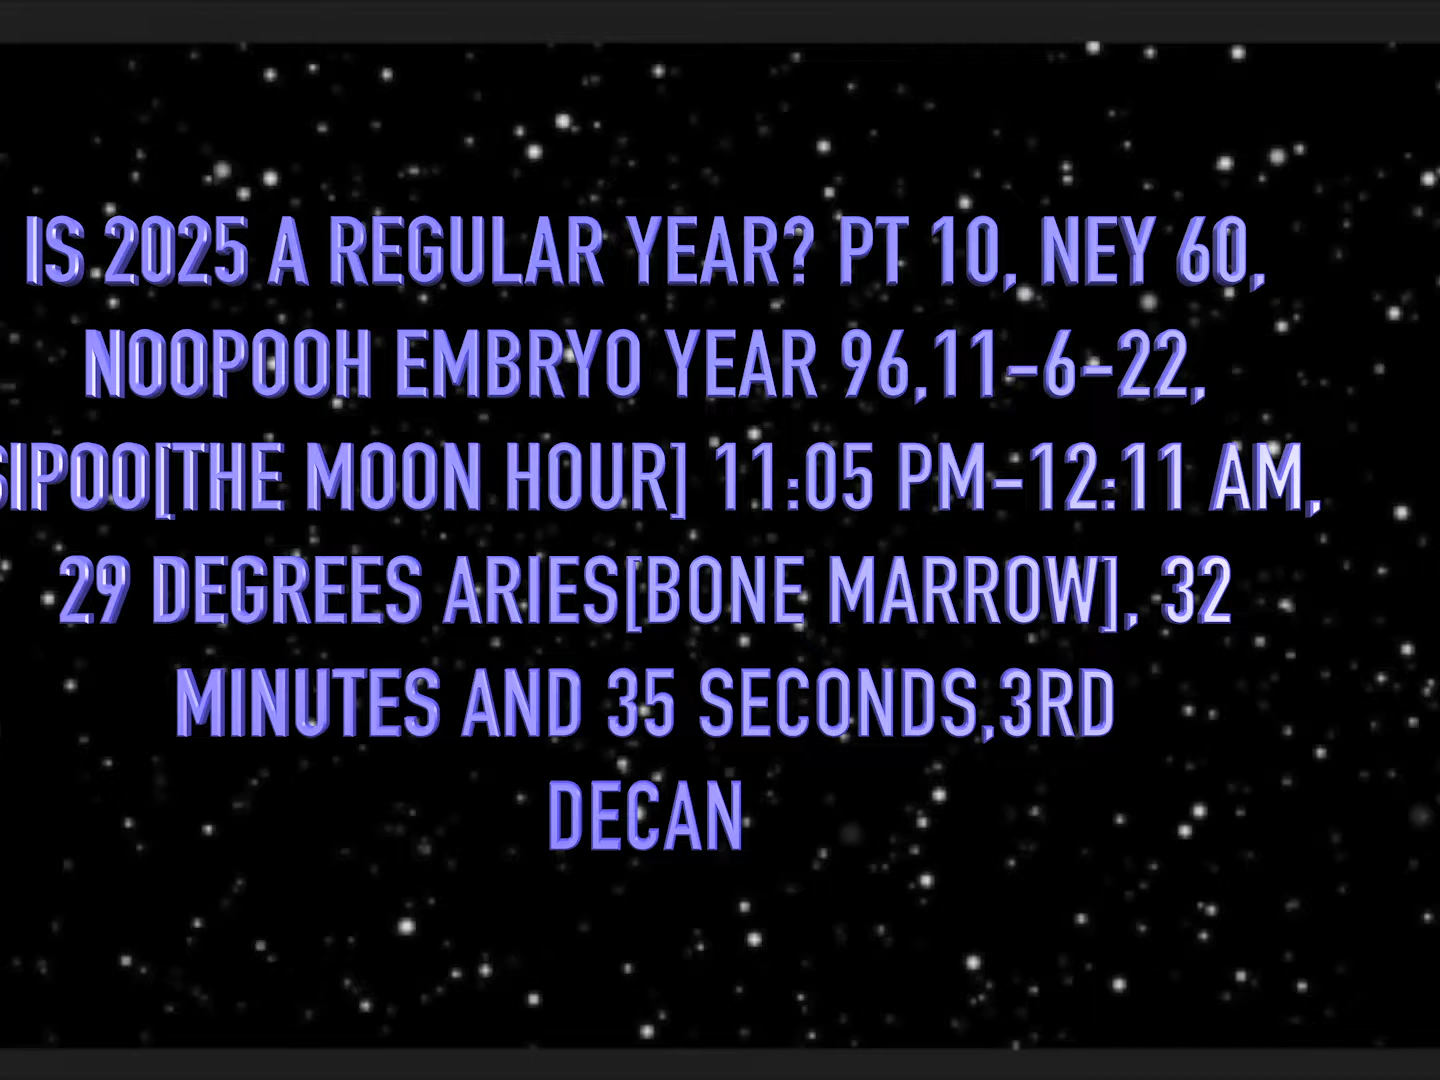 IS 2025 A REGULAR YEAR? PT 10, NEY 60,
NOOPOOH EMBRYO YEAR 96,11-6-22,
SIPOO[THE MOON HOUR] 11:05 PM-12:11 AM,
29 DEGREES ARIES[BONE MARROW], 32
MINUTES AND 35 SECONDS,3RD
DECAN